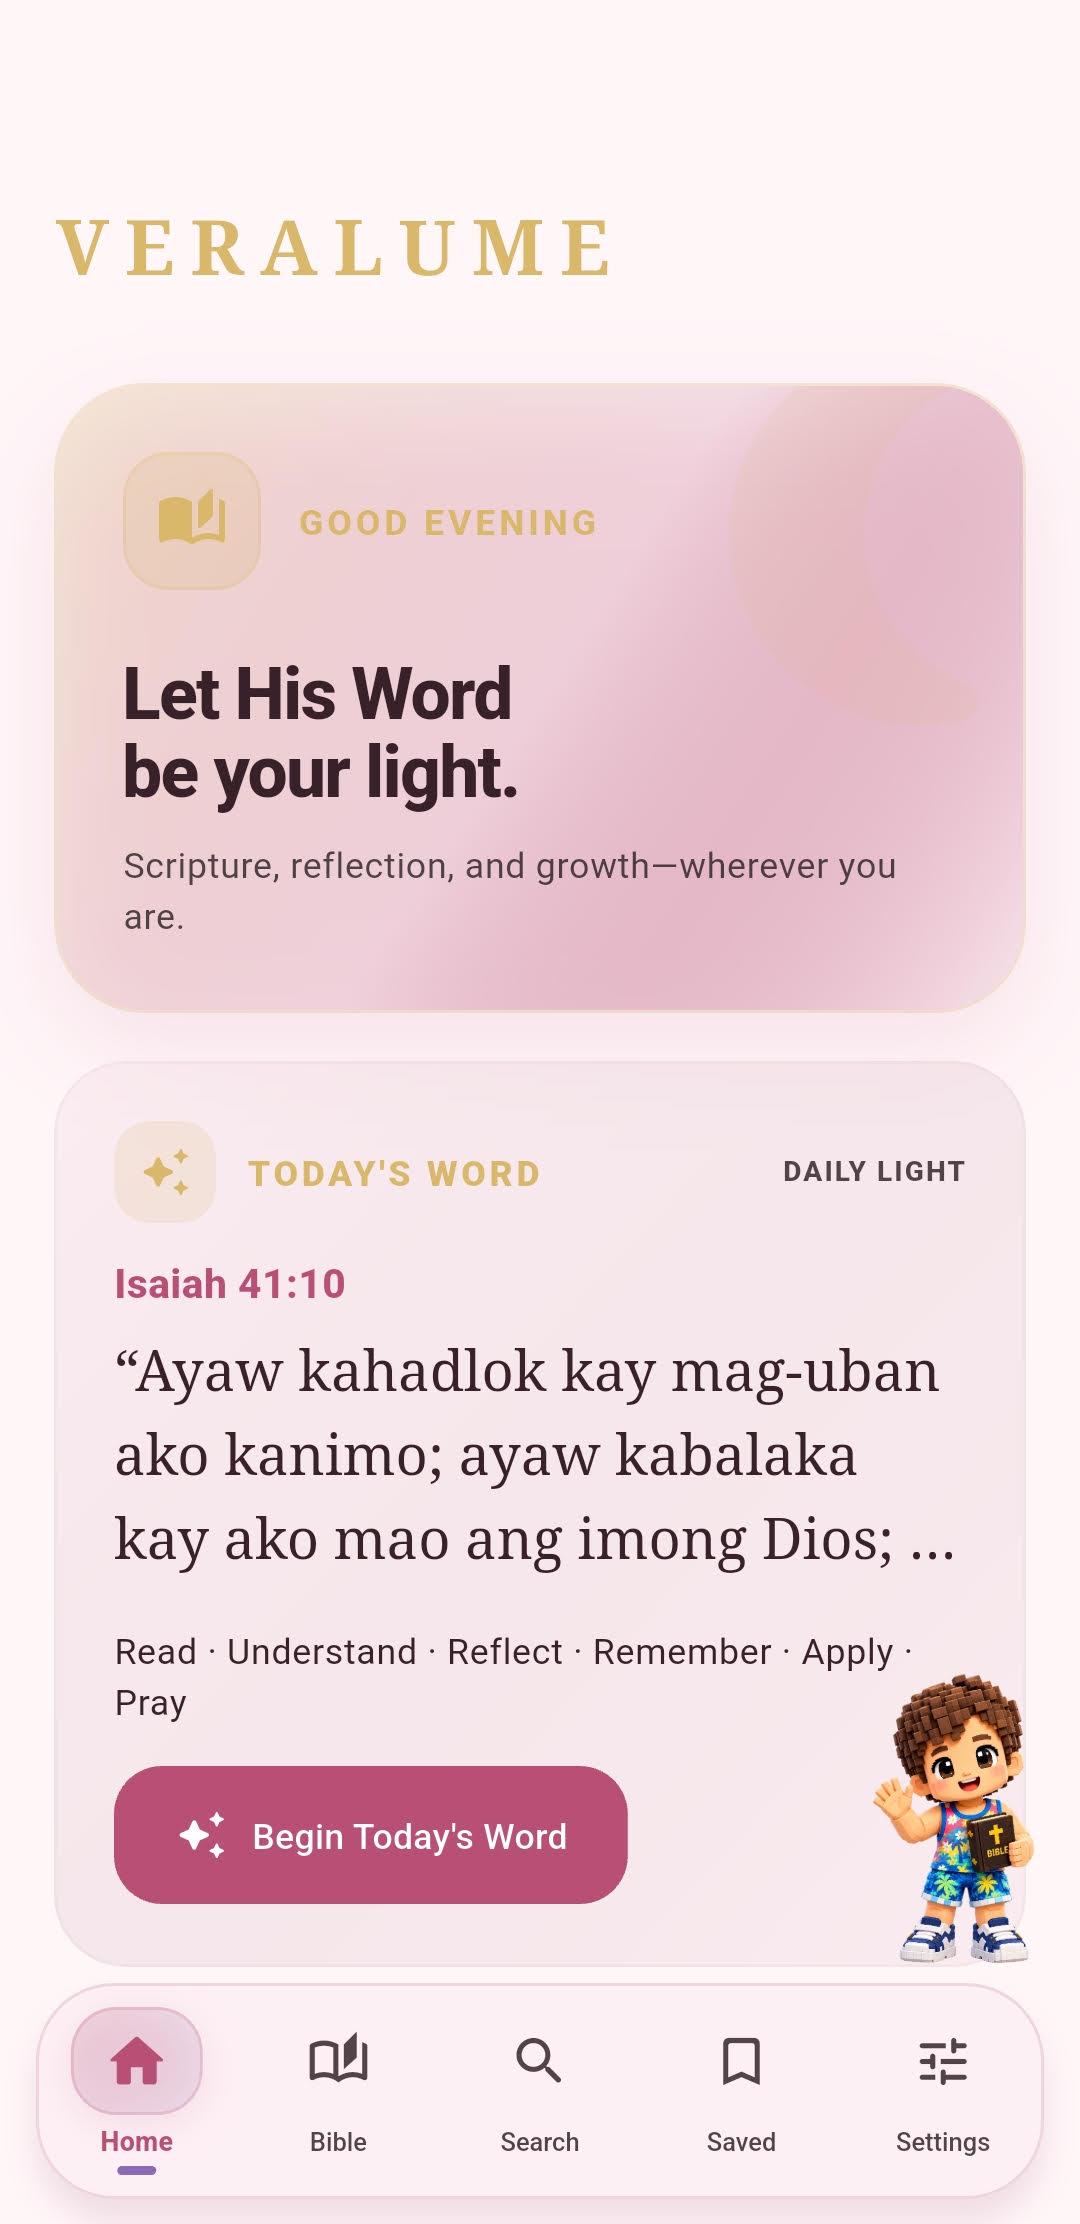 VERALUME
GOOD EVENING
Let His Word
be your light.
Scripture, reflection, and growth—wherever you
are.
TODAY'S WORD
DAILY LIGHT
Isaiah 41:10
“Ayaw kahadlok kay mag-uban
ako kanimo; ayaw kabalaka
kay ako mao ang imong Dios; …
Read · Understand · Reflect · Remember · Apply ·
Pray
Begin Today's Word
BIBLE
Home
Bible
Search
Saved
Settings